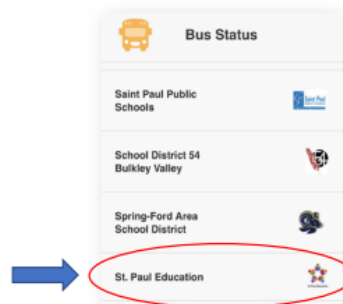 Bus Status
Saint Paul Public
Schools
School District 54
Bulkley Valley
Spring-Ford Area
School District
St. Paul Education